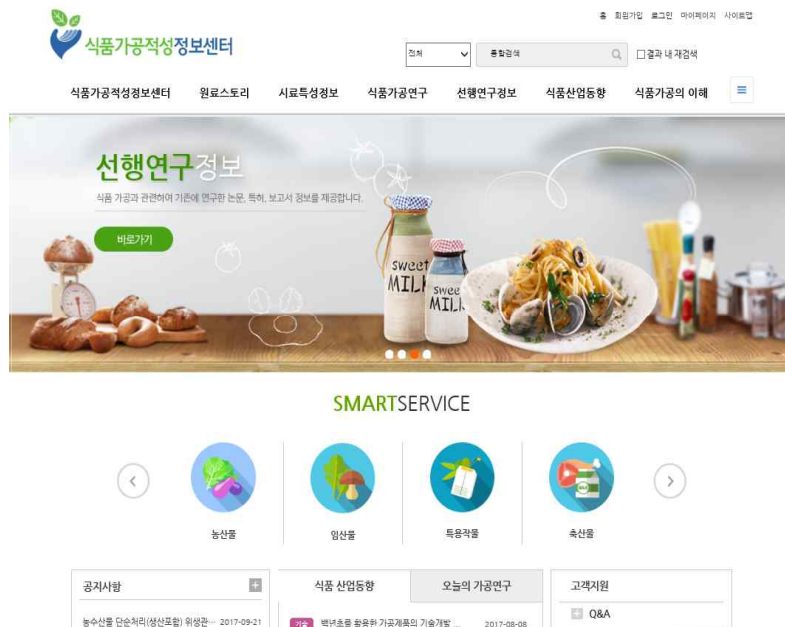 홈 회원가입 로그인 마이페이지 사이트맵
식품가공적성정보센터
전체 통합검색 결과 내 재검색
식품가공적성정보센터 원료스토리 시료특성정보 식품가공연구 선행연구정보 식품산업동향 식품가공의 이해
선행연구정보
식품 가공과 관련하여 기존에 연구한 논문, 특허, 보고서 정보를 제공합니다.
바로가기
sweet MILK
sweet MILK
SMARTSERVICE
농산물 임산물 특용작물 축산물
공지사항 식품 산업동향 오늘의 가공연구 고객지원
Q&A
농수산물 단순처리(생산포함) 위생관… 2017-09-21 기술 백년초를 활용한 가공제품의 기술개발 ... 2017-08-08